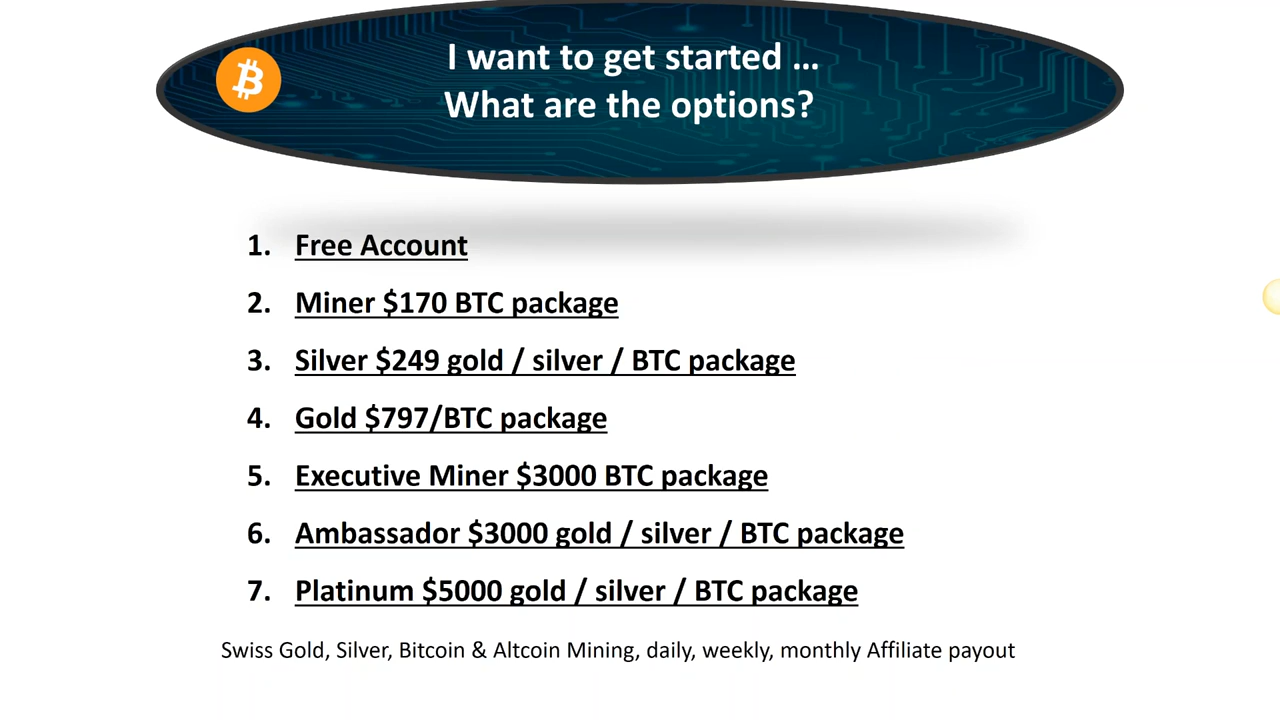 I want to get started ...
What are the options?
1. Free Account
2. Miner $170 BTC package
3. Silver $249 gold / silver / BTC package
4. Gold $797/BTC package
5. Executive Miner $3000 BTC package
6. Ambassador $3000 gold / silver / BTC package
7. Platinum $5000 gold / silver / BTC package
Swiss Gold, Silver, Bitcoin & Altcoin Mining, daily, weekly, monthly Affiliate payout